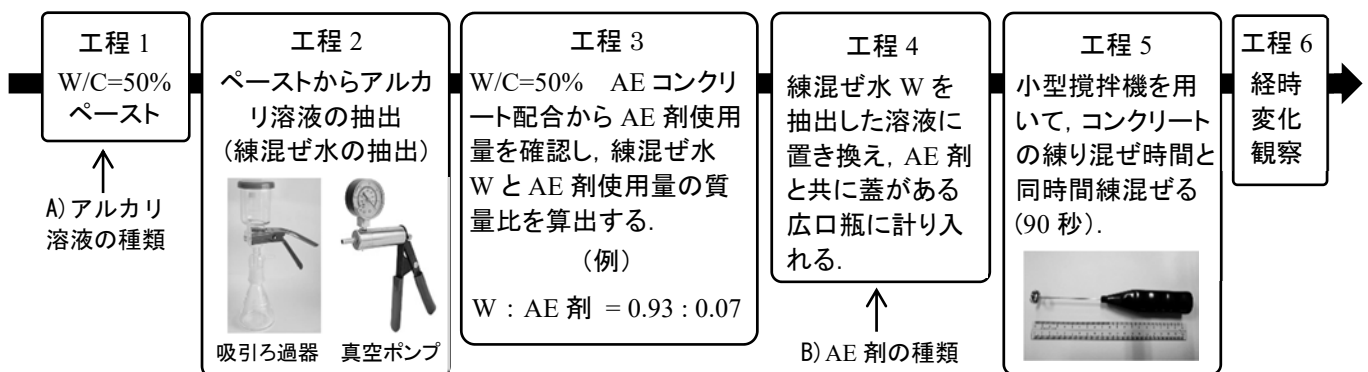 工程 1
W/C=50%
ペースト
A)アルカリ
溶液の種類
工程 2
ペーストからアルカ
リ溶液の抽出
(練混ぜ水の抽出)
吸引ろ過器 真空ポンプ
工程 3
W/C=50% AE コンクリ
ート配合から AE 剤使用
量を確認し, 練混ぜ水
W と AE 剤使用量の質
量比を算出する.
(例)
W : AE 剤 = 0.93 : 0.07
工程 4
練混ぜ水 W を
抽出した溶液に
置き換え, AE 剤
と共に蓋がある
広口瓶に計り入
れる.
B)AE 剤の種類
工程 5
小型撹拌機を用
いて, コンクリート
の練り混ぜ時間と
同時間練混ぜる
(90 秒).
工程 6
経時
変化
観察